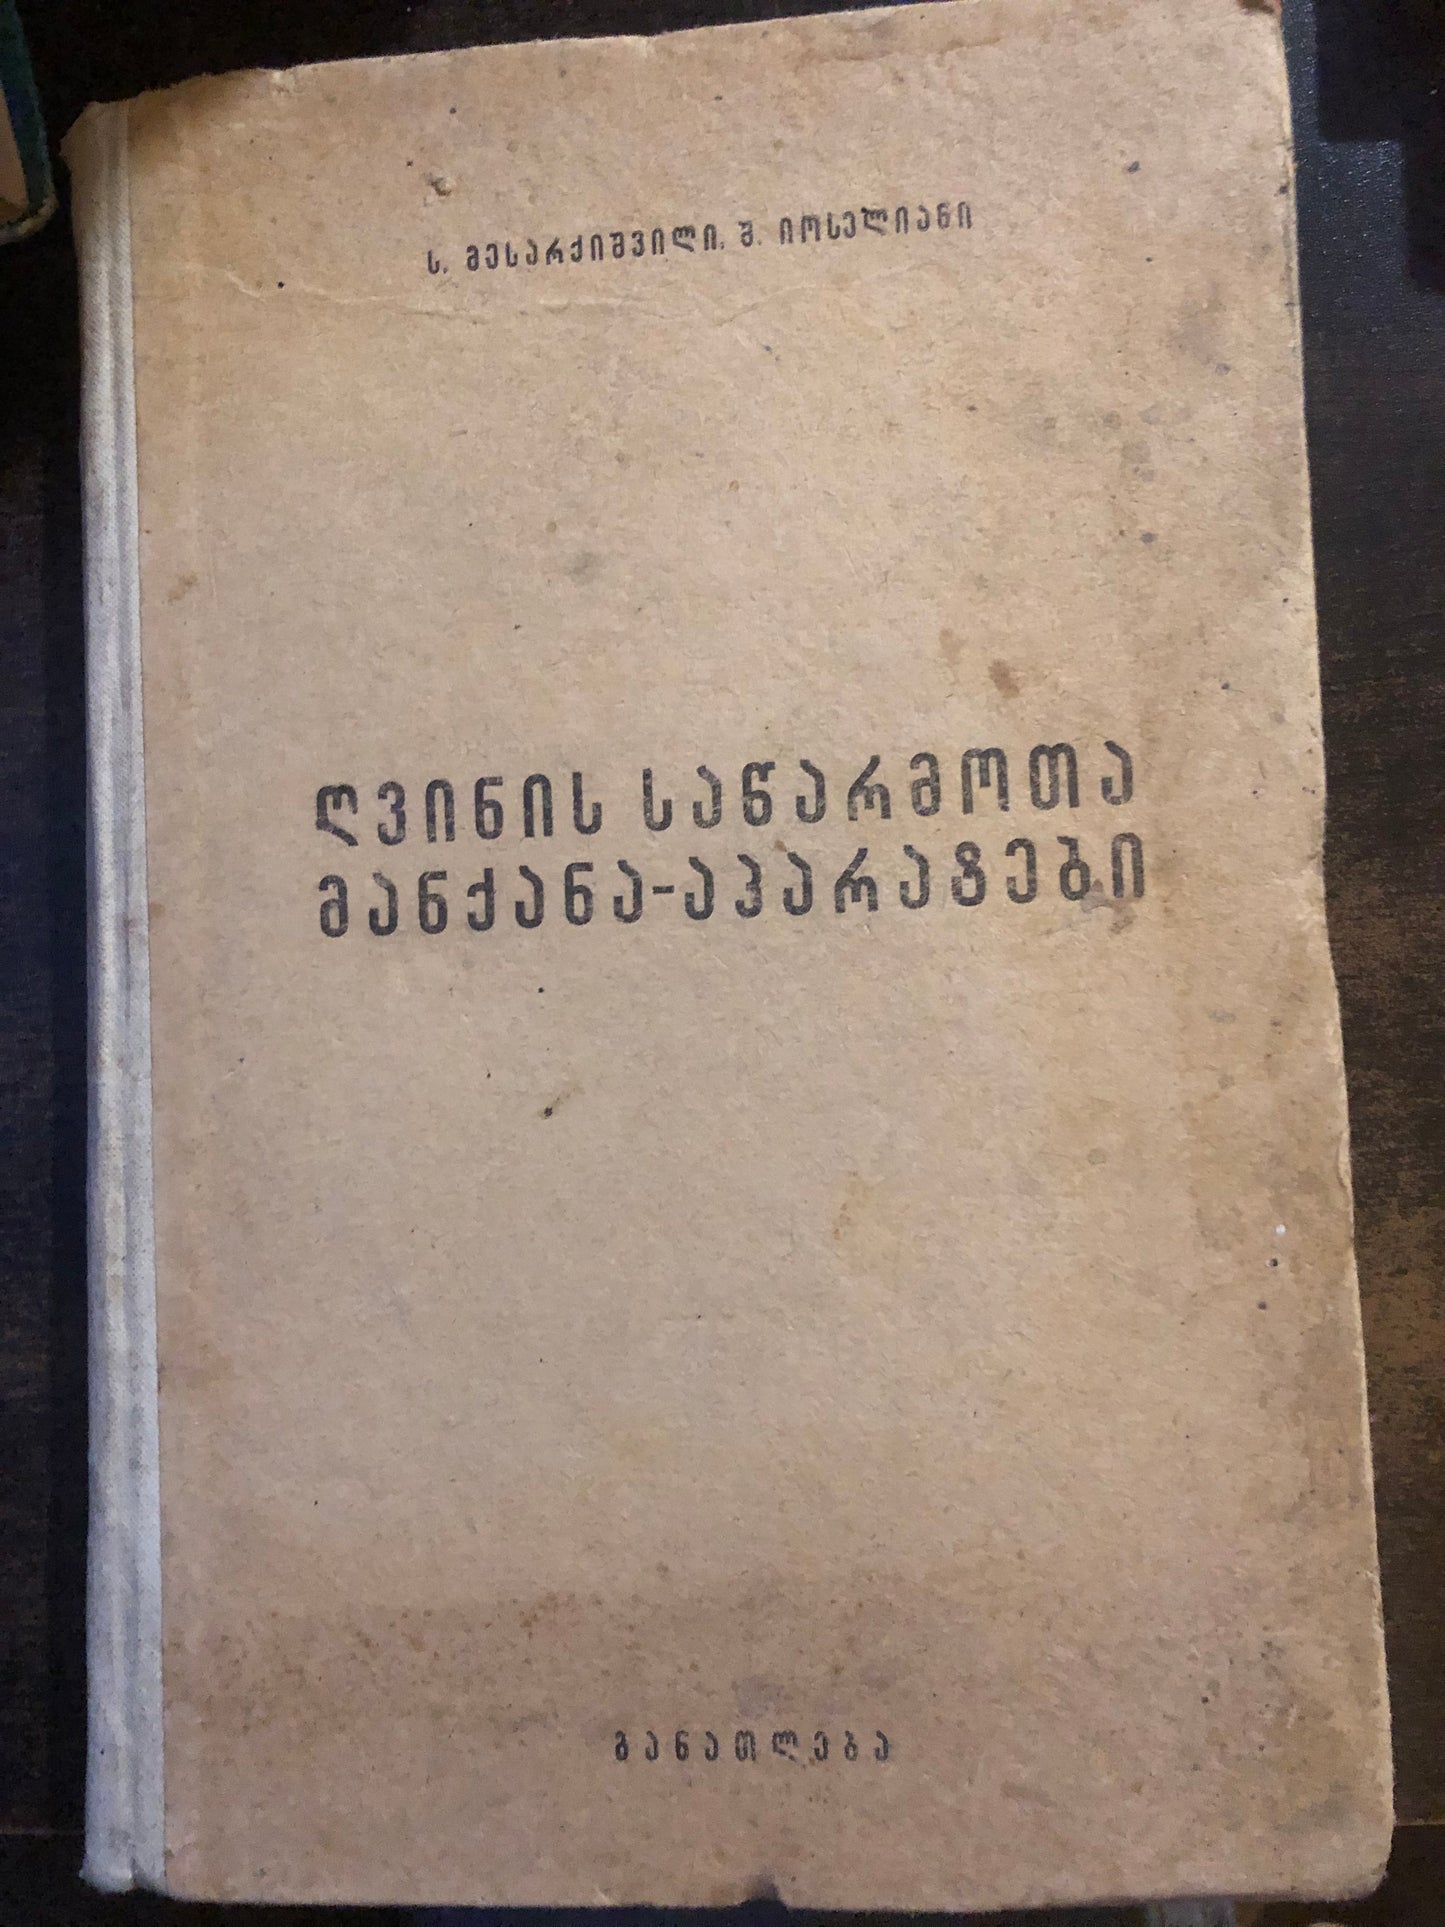 ს. მესარქიშვილი, შ. იოსელიანი
ღვინის საწარმოთა
მანქანა-აპარატები
განათლება